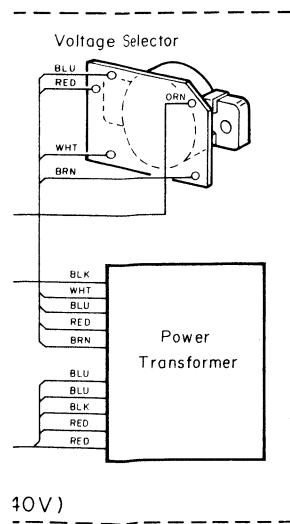 Voltage Selector
BLU
RED
ORN
WHT
BRN
BLK
WHT
BLU
RED
BRN
Power
Transformer
BLU
BLU
BLK
RED
RED
40V)